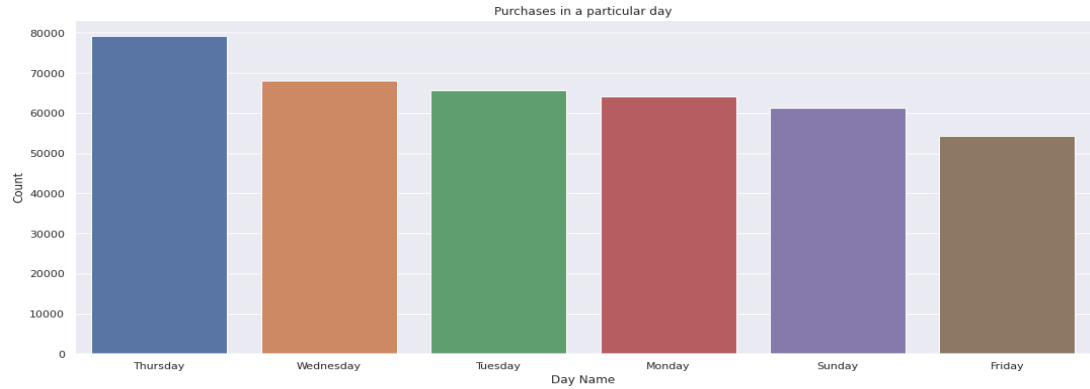 Purchases in a particular day
80000
70000
60000
50000
40000
30000
20000
10000
0
Count
Thursday Wednesday Tuesday Monday Sunday Friday
Day Name